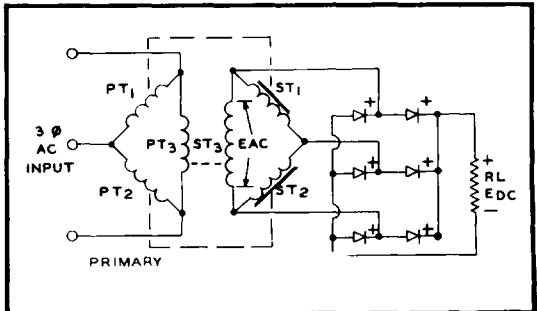 PT1
ST1
3 Ø
AC
INPUT
PT3 ST3 EAC
PT2
ST2
PRIMARY
+ +
+ +
+ +
+
RL
EDC
−